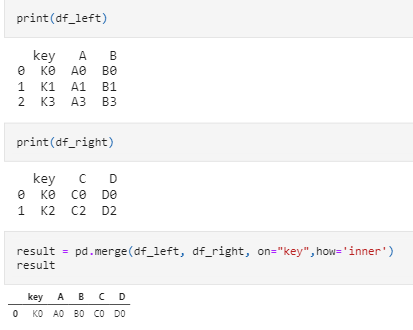 print(df_left)
key A B
0 K0 A0 B0
1 K1 A1 B1
2 K3 A3 B3
print(df_right)
key C D
0 K0 C0 D0
1 K2 C2 D2
result = pd.merge(df_left, df_right, on="key",how='inner')
result
key A B C D
0 K0 A0 B0 C0 D0